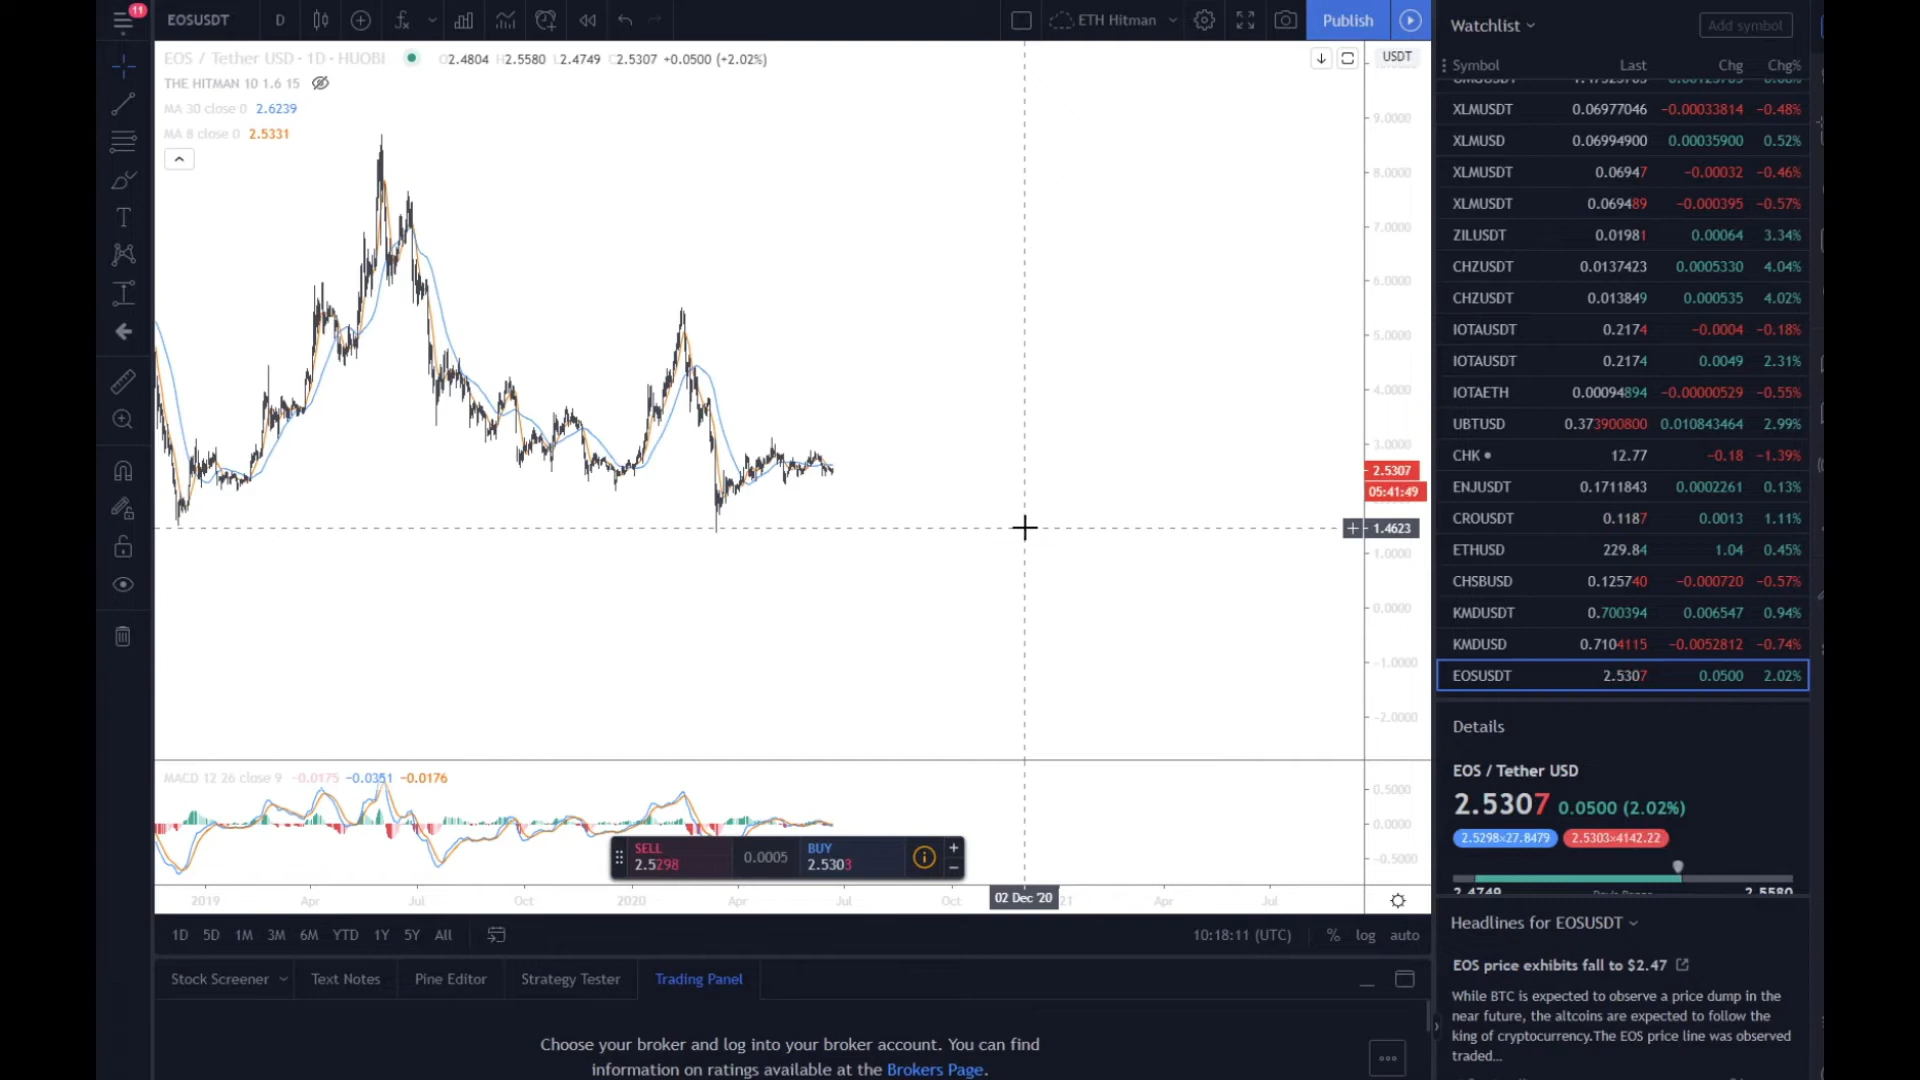 11
EOSUSDT D
ETH Hitman
Publish
EOS / Tether USD · 1D · HUOBI O2.4804 H2.5580 L2.4749 C2.5307 +0.0500 (+2.02%)
THE HITMAN 10 1.6 15
MA 30 close 0 2.6239
MA 8 close 0 2.5331
USDT
9.0000
8.0000
7.0000
6.0000
5.0000
4.0000
3.0000
2.5307
05:41:49
1.4623
1.0000
0.0000
−1.0000
−2.0000
MACD 12 26 close 9 −0.0175 −0.0351 −0.0176
0.5000
0.0000
−0.5000
SELL
2.5298
0.0005
BUY
2.5303
2019 Apr Jul Oct 2020 Apr Jul Oct 02 Dec '20 21 Apr Jul
1D 5D 1M 3M 6M YTD 1Y 5Y All
10:18:11 (UTC) % log auto
Stock Screener Text Notes Pine Editor Strategy Tester Trading Panel
Choose your broker and log into your broker account. You can find
information on ratings available at the Brokers Page.
Watchlist
Add symbol
Symbol Last Chg Chg%
XLMUSDT 0.06977046 −0.00033814 −0.48%
XLMUSD 0.06994900 0.00035900 0.52%
XLMUSDT 0.06947 −0.00032 −0.46%
XLMUSDT 0.069489 −0.000395 −0.57%
ZILUSDT 0.01981 0.00064 3.34%
CHZUSDT 0.0137423 0.0005330 4.04%
CHZUSDT 0.013849 0.000535 4.02%
IOTAUSDT 0.2174 −0.0004 −0.18%
IOTAUSDT 0.2174 0.0049 2.31%
IOTAETH 0.00094894 −0.00000529 −0.55%
UBTUSD 0.373900800 0.010843464 2.99%
CHK 12.77 −0.18 −1.39%
ENJUSDT 0.1711843 0.0002261 0.13%
CROUSDT 0.1187 0.0013 1.11%
ETHUSD 229.84 1.04 0.45%
CHSBUSD 0.125740 −0.000720 −0.57%
KMDUSDT 0.700394 0.006547 0.94%
KMDUSD 0.7104115 −0.0052812 −0.74%
EOSUSDT 2.5307 0.0500 2.02%
Details
EOS / Tether USD
2.5307 0.0500 (2.02%)
2.5298×27.8479 2.5303×4142.22
2.4749 2.5580
Headlines for EOSUSDT
EOS price exhibits fall to $2.47
While BTC is expected to observe a price dump in the
near future, the altcoins are expected to follow the
king of cryptocurrency.The EOS price line was observed
traded...